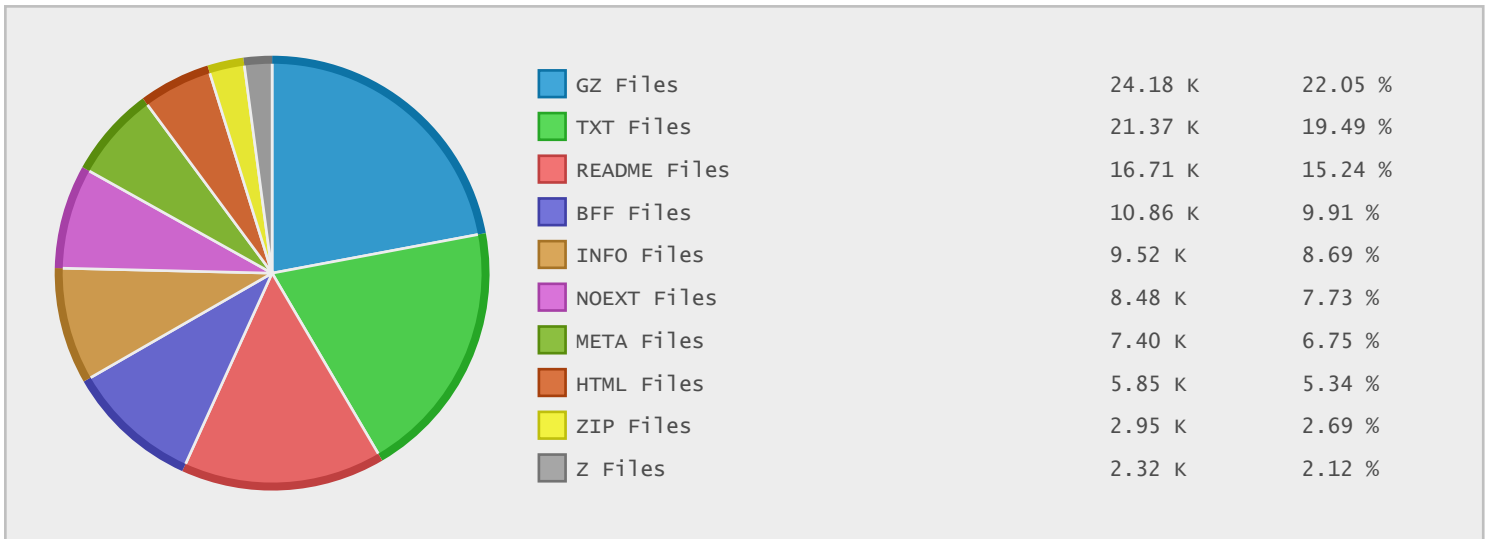 GZ Files 24.18 K 22.05 %
TXT Files 21.37 K 19.49 %
README Files 16.71 K 15.24 %
BFF Files 10.86 K 9.91 %
INFO Files 9.52 K 8.69 %
NOEXT Files 8.48 K 7.73 %
META Files 7.40 K 6.75 %
HTML Files 5.85 K 5.34 %
ZIP Files 2.95 K 2.69 %
Z Files 2.32 K 2.12 %